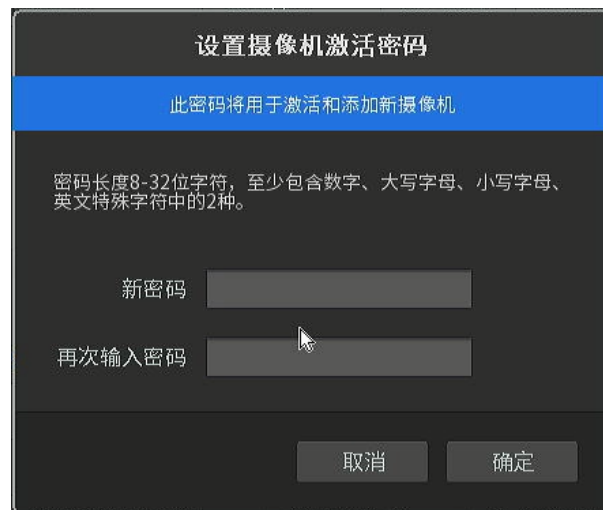 设置摄像机激活密码
此密码将用于激活和添加新摄像机
密码长度8-32位字符，至少包含数字、大写字母、小写字母、
英文特殊字符中的2种。
新密码
再次输入密码
取消 确定